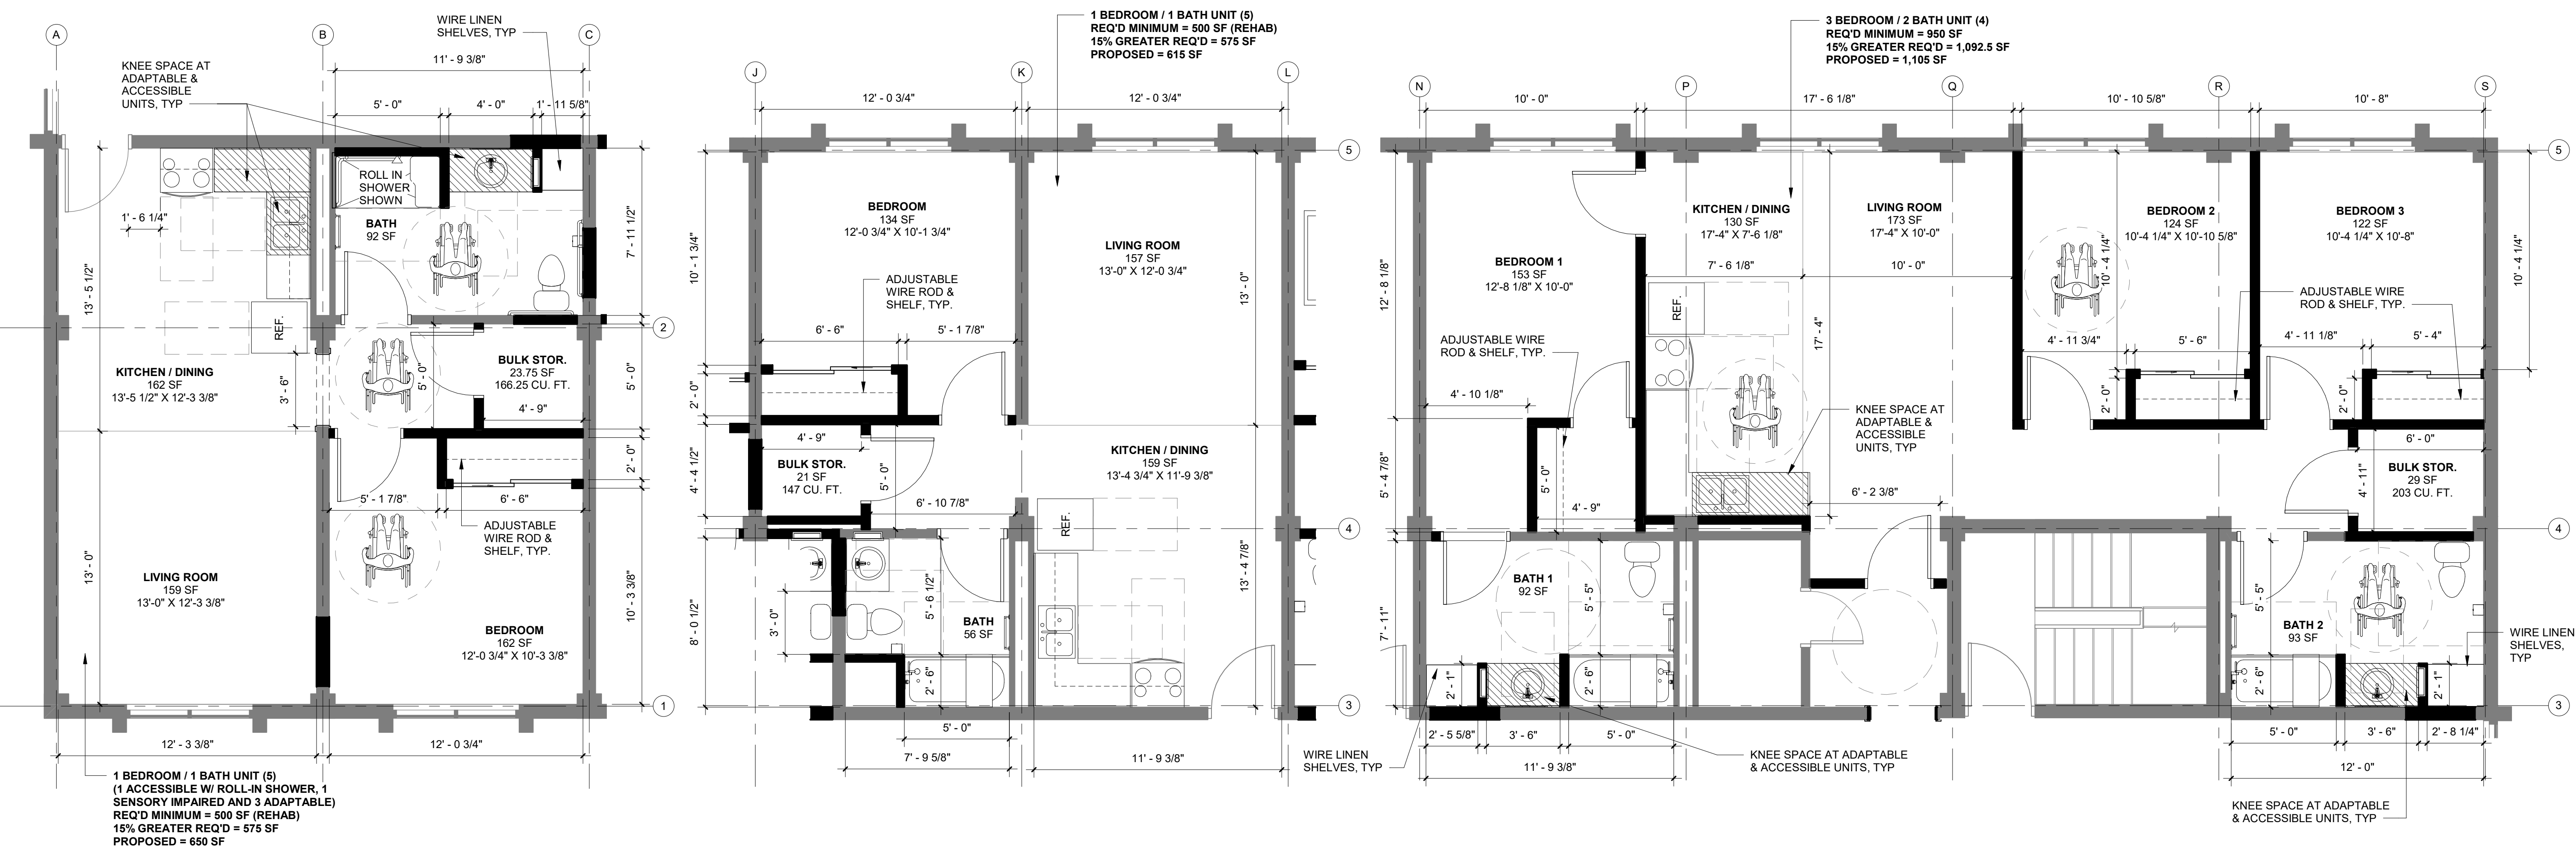 A
B
C
WIRE LINEN
SHELVES, TYP
11' - 9 3/8"
KNEE SPACE AT
ADAPTABLE &
ACCESSIBLE
UNITS, TYP
5' - 0"
4' - 0"
1' - 11 5/8"
ROLL IN
SHOWER
SHOWN
BATH
92 SF
1' - 6 1/4"
13' - 5 1/2"
7' - 11 1/2"
REF.
2
KITCHEN / DINING
162 SF
13'-5 1/2" X 12'-3 3/8"
3' - 6"
5' - 0"
BULK STOR.
23.75 SF
166.25 CU. FT.
4' - 9"
5' - 0"
2' - 0"
5' - 1 7/8"
6' - 6"
ADJUSTABLE
WIRE ROD &
SHELF, TYP.
13' - 0"
LIVING ROOM
159 SF
13'-0" X 12'-3 3/8"
10' - 3 3/8"
BEDROOM
162 SF
12'-0 3/4" X 10'-3 3/8"
1
12' - 3 3/8"
12' - 0 3/4"
1 BEDROOM / 1 BATH UNIT (5)
(1 ACCESSIBLE W/ ROLL-IN SHOWER, 1
SENSORY IMPAIRED AND 3 ADAPTABLE)
REQ'D MINIMUM = 500 SF (REHAB)
15% GREATER REQ'D = 575 SF
PROPOSED = 650 SF
1 BEDROOM / 1 BATH UNIT (5)
REQ'D MINIMUM = 500 SF (REHAB)
15% GREATER REQ'D = 575 SF
PROPOSED = 615 SF
J
K
L
12' - 0 3/4"
12' - 0 3/4"
5
BEDROOM
134 SF
12'-0 3/4" X 10'-1 3/4"
10' - 1 3/4"
LIVING ROOM
157 SF
13'-0" X 12'-0 3/4"
13' - 0"
ADJUSTABLE
WIRE ROD &
SHELF, TYP.
6' - 6"
5' - 1 7/8"
2' - 0"
4' - 9"
BULK STOR.
21 SF
147 CU. FT.
4' - 4 1/2"
5' - 0"
KITCHEN / DINING
159 SF
13'-4 3/4" X 11'-9 3/8"
6' - 10 7/8"
REF.
4
8' - 0 1/2"
3' - 0"
5' - 6 1/2"
BATH
56 SF
13' - 4 7/8"
2' - 6"
3
5' - 0"
7' - 9 5/8"
11' - 9 3/8"
3 BEDROOM / 2 BATH UNIT (4)
REQ'D MINIMUM = 950 SF
15% GREATER REQ'D = 1,092.5 SF
PROPOSED = 1,105 SF
N
P
Q
R
S
10' - 0"
17' - 6 1/8"
10' - 10 5/8"
10' - 8"
5
KITCHEN / DINING
130 SF
17'-4" X 7'-6 1/8"
LIVING ROOM
173 SF
17'-4" X 10'-0"
BEDROOM 2
124 SF
10'-4 1/4" X 10'-10 5/8"
BEDROOM 3
122 SF
10'-4 1/4" X 10'-8"
BEDROOM 1
153 SF
12'-8 1/8" X 10'-0"
12' - 8 1/8"
7' - 6 1/8"
10' - 0"
10' - 4 1/4"
10' - 4 1/4"
REF.
17' - 4"
ADJUSTABLE WIRE
ROD & SHELF, TYP.
ADJUSTABLE WIRE
ROD & SHELF, TYP.
4' - 11 3/4"
5' - 6"
4' - 11 1/8"
5' - 4"
4' - 10 1/8"
2' - 0"
2' - 0"
KNEE SPACE AT
ADAPTABLE &
ACCESSIBLE
UNITS, TYP
5' - 4 7/8"
5' - 0"
4' - 9"
6' - 2 3/8"
6' - 0"
BULK STOR.
29 SF
203 CU. FT.
4' - 11"
4
7' - 11"
BATH 1
92 SF
5' - 5"
5' - 5"
BATH 2
93 SF
WIRE LINEN
SHELVES,
TYP
2' - 1"
2' - 6"
2' - 6"
2' - 1"
3
2' - 5 5/8"
3' - 6"
5' - 0"
5' - 0"
3' - 6"
2' - 8 1/4"
WIRE LINEN
SHELVES, TYP
11' - 9 3/8"
KNEE SPACE AT ADAPTABLE
& ACCESSIBLE UNITS, TYP
12' - 0"
KNEE SPACE AT ADAPTABLE
& ACCESSIBLE UNITS, TYP